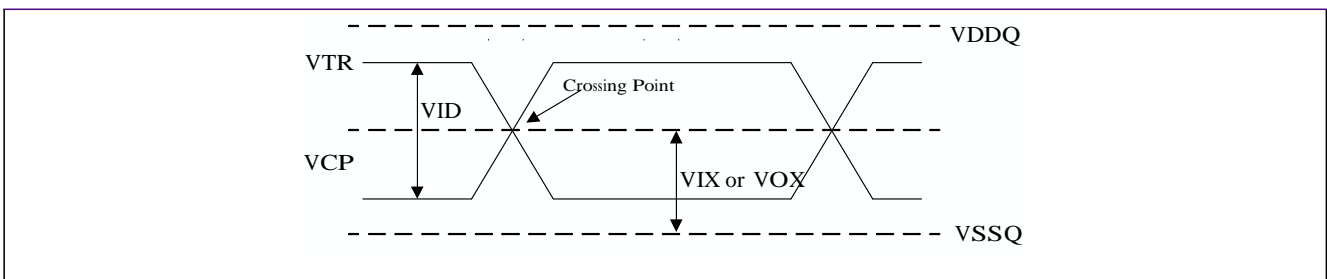 VDDQ
VTR
Crossing Point
VID
VCP
VIX or VOX
VSSQ